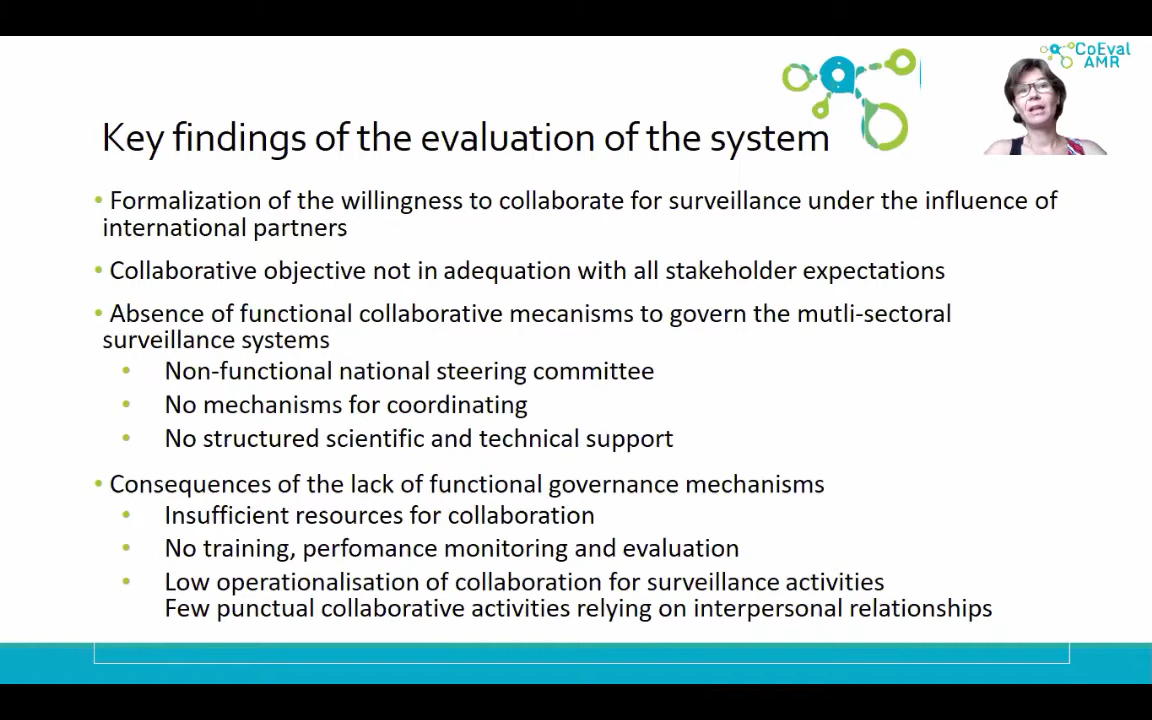 CoEval
AMR
Key findings of the evaluation of the system
• Formalization of the willingness to collaborate for surveillance under the influence of
international partners
• Collaborative objective not in adequation with all stakeholder expectations
• Absence of functional collaborative mecanisms to govern the mutli-sectoral
surveillance systems
• Non-functional national steering committee
• No mechanisms for coordinating
• No structured scientific and technical support
• Consequences of the lack of functional governance mechanisms
• Insufficient resources for collaboration
• No training, perfomance monitoring and evaluation
• Low operationalisation of collaboration for surveillance activities
Few punctual collaborative activities relying on interpersonal relationships